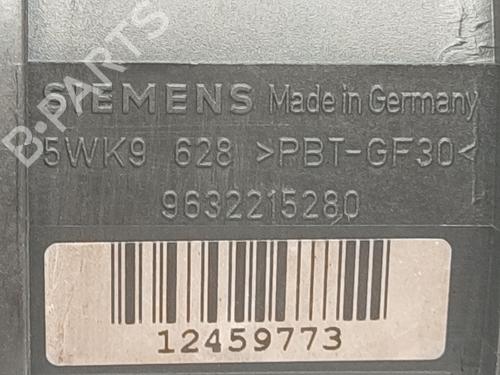 B-PARTS
SIEMENS Made in Germany
5WK9 628 >PBT-GF30<
9632215280
12459773